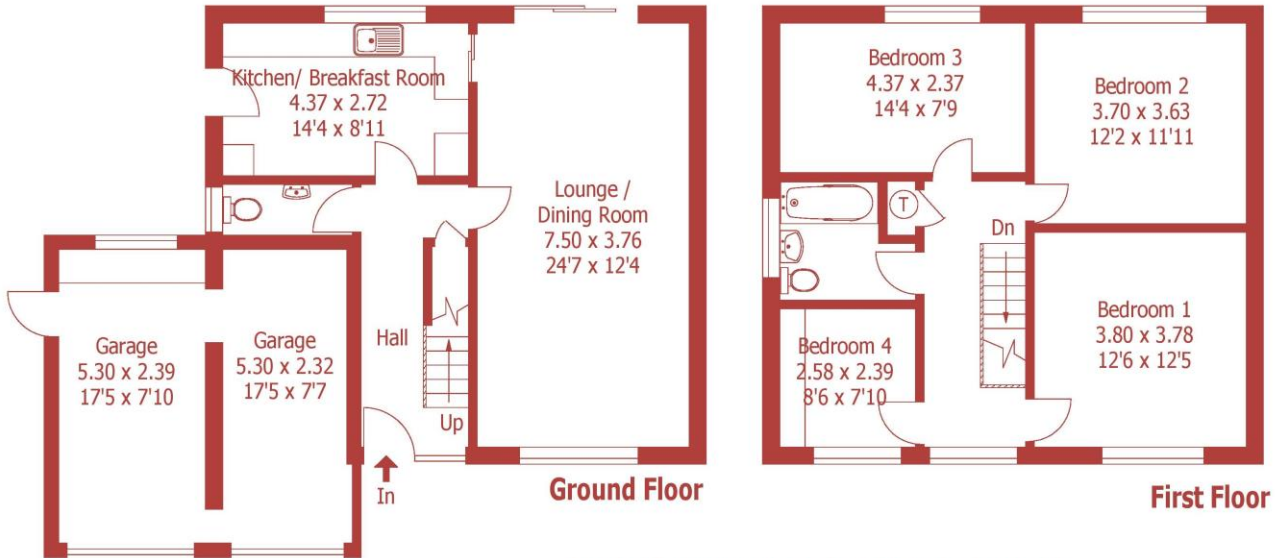 Kitchen/ Breakfast Room
4.37 x 2.72
14'4 x 8'11
Lounge /
Dining Room
7.50 x 3.76
24'7 x 12'4
Garage
5.30 x 2.39
17'5 x 7'10
Garage
5.30 x 2.32
17'5 x 7'7
Hall
Up
In
Ground Floor
Bedroom 3
4.37 x 2.37
14'4 x 7'9
Bedroom 2
3.70 x 3.63
12'2 x 11'11
T
Dn
Bedroom 4
2.58 x 2.39
8'6 x 7'10
Bedroom 1
3.80 x 3.78
12'6 x 12'5
First Floor